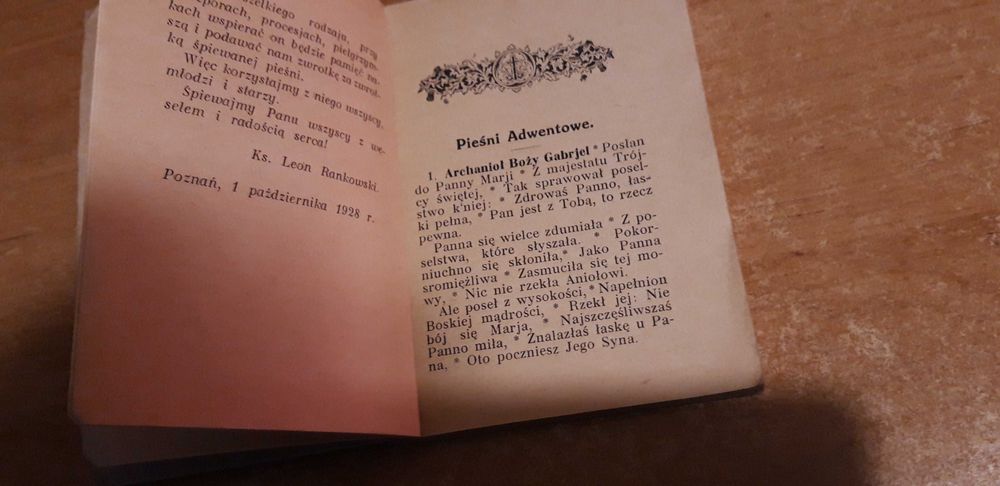 szelkiego rodzaju, przy
eporach, procesjach, pielgrzym-
kach wspierać on będzie pamięć na-
szą i podawać nam zwrotkę za zwrot-
ką śpiewanej pieśni.
Więc korzystajmy z niego wszyscy,
młodzi i starzy.
Śpiewajmy Panu wszyscy z we-
selem i radością serca!
Ks. Leon Rankowski.
Poznań, 1 października 1928 r.
Pieśni Adwentowe.
1. Archanioł Boży Gabrjel * Posłan
do Panny Marji * Z majestatu Trój-
cy świętej, * Tak sprawował posel-
stwo k'niej: * Zdrowaś Panno, łas-
ki pełna, * Pan jest z Tobą, to rzecz
pewna.
Panna się wielce zdumiała * Z po-
selstwa, które słyszała. * Pokor-
niuchno się skłoniła, * Jako Panna
sromięźliwa * Zasmuciła się tej mo-
wy, * Nic nie rzekła Aniołowi.
Ale poseł z wysokości, * Napełnion
Boskiej mądrości, * Rzekł jej: Nie
bój się Marja, * Najszczęśliwszaś
Panno miła, * Znalazłaś łaskę u Pa-
na, * Oto poczniesz Jego Syna.